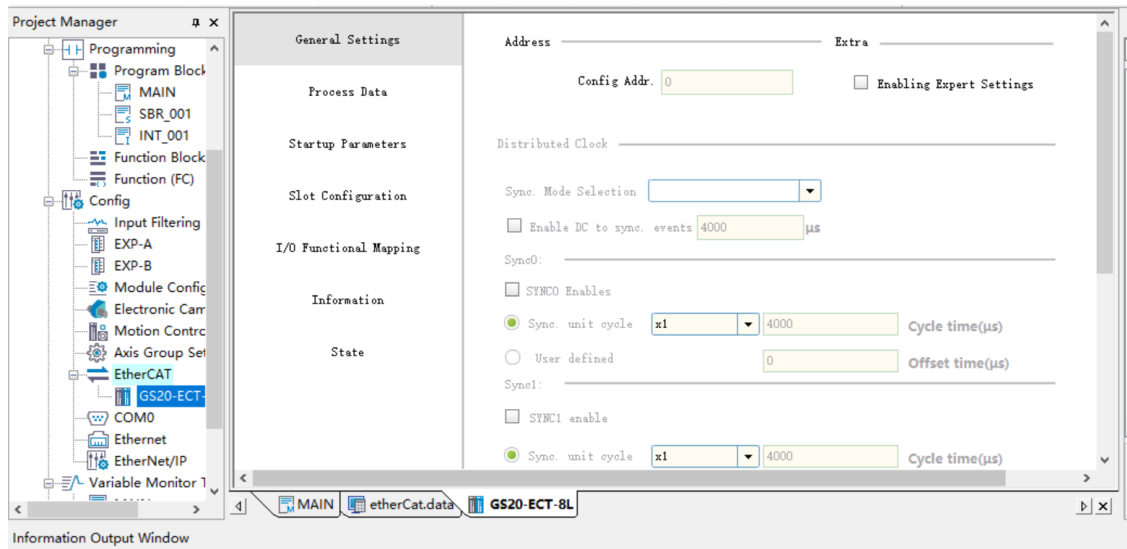 Project Manager
Programming
Program Block
MAIN
SBR_001
INT_001
Function Block
Function (FC)
Config
Input Filtering
EXP-A
EXP-B
Module Config
Electronic Cam
Motion Contro
Axis Group Set
EtherCAT
GS20-ECT-
COM0
Ethernet
EtherNet/IP
Variable Monitor T
General Settings
Process Data
Startup Parameters
Slot Configuration
I/O Functional Mapping
Information
State
Address
Extra
Config Addr. 0
Enabling Expert Settings
Distributed Clock
Sync. Mode Selection
Enable DC to sync. events 4000 µs
Sync0:
SYNC0 Enables
Sync. unit cycle x1 4000 Cycle time(µs)
User defined 0 Offset time(µs)
Sync1:
SYNC1 enable
Sync. unit cycle x1 4000 Cycle time(µs)
MAIN etherCat.data GS20-ECT-8L
Information Output Window